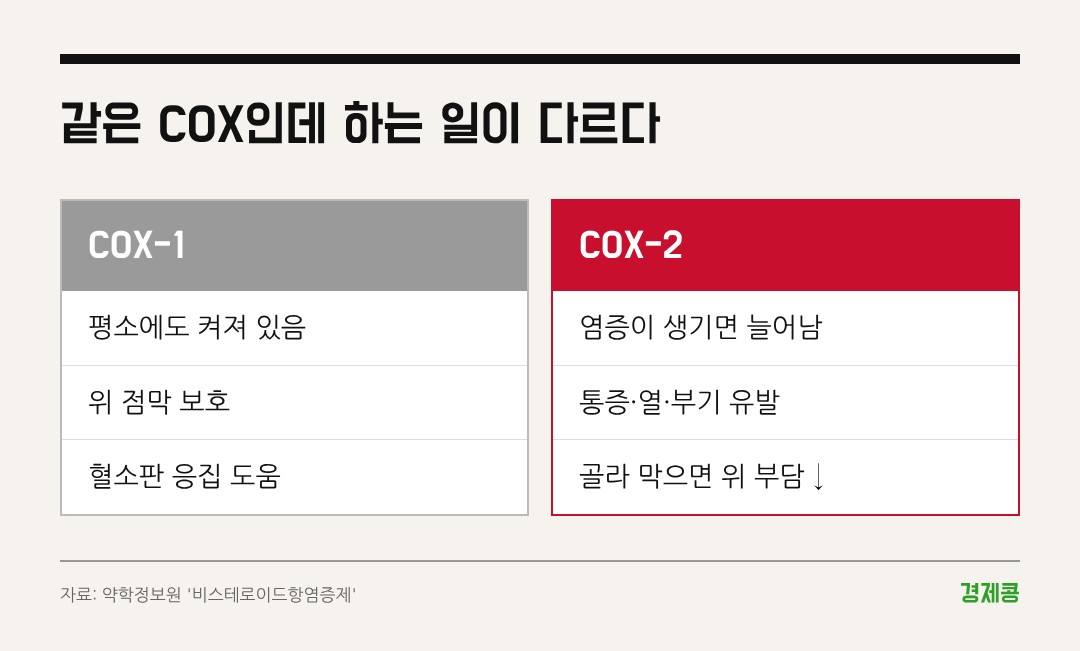 같은 COX인데 하는 일이 다르다
COX-1
평소에도 켜져 있음
위 점막 보호
혈소판 응집 도움
COX-2
염증이 생기면 늘어남
통증·열·부기 유발
골라 막으면 위 부담 ↓
자료: 약학정보원 '비스테로이드항염증제'
경제콩